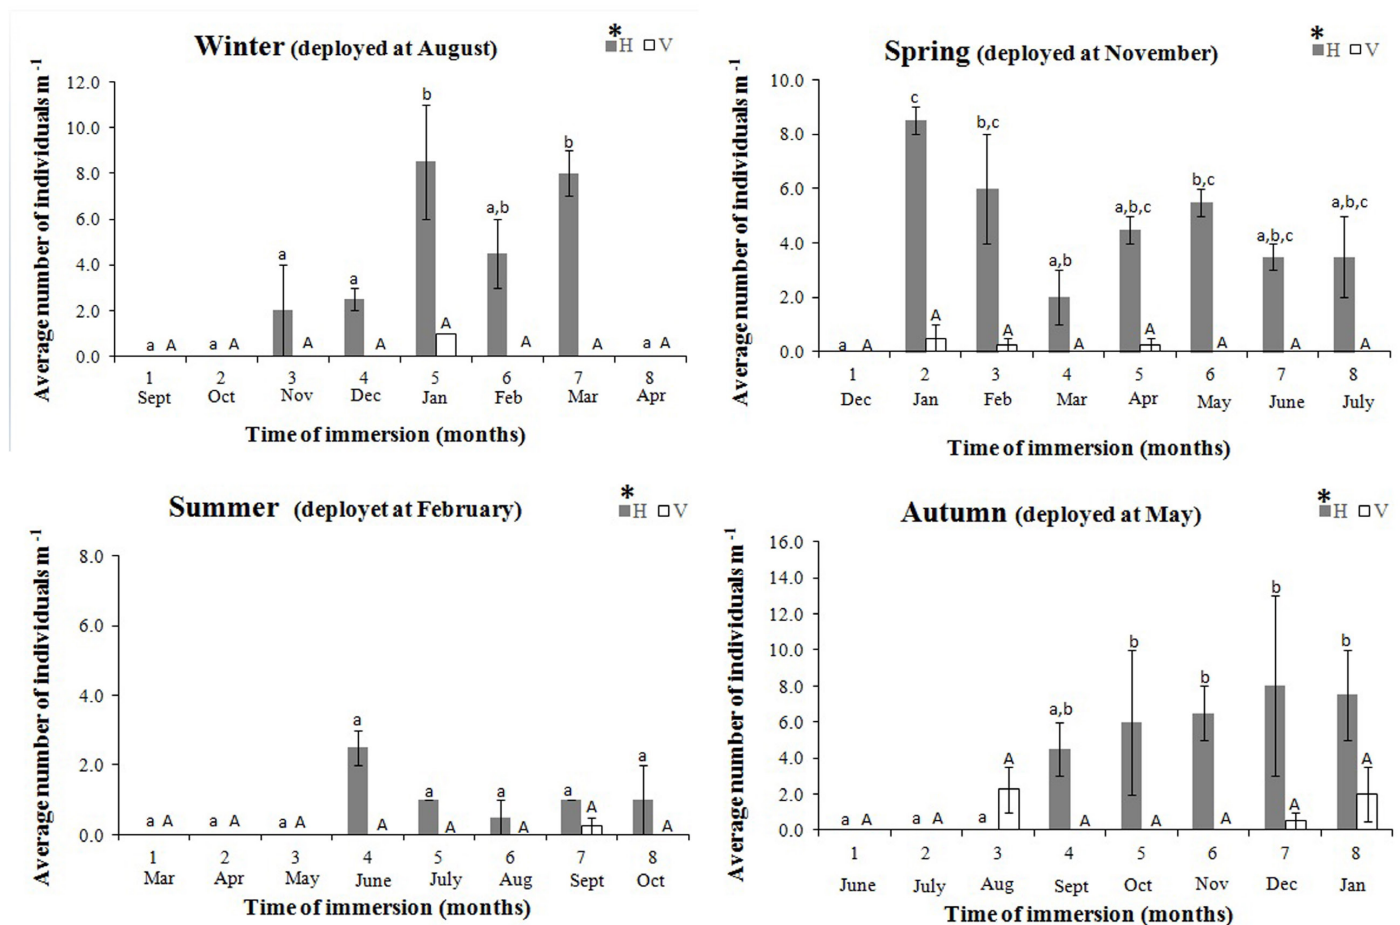 Winter (deployed at August)
* H V
Average number of individuals m-1
12.0
10.0
8.0
6.0
4.0
2.0
0.0
a A a A a A a A b A a,b A b A a A
1 2 3 4 5 6 7 8
Sept Oct Nov Dec Jan Feb Mar Apr
Time of immersion (months)
Spring (deployed at November)
* H V
Average number of individuals m-1
10.0
8.0
6.0
4.0
2.0
0.0
a A c A b,c A a,b A a,b,c A b,c A a,b,c A a,b,c A
1 2 3 4 5 6 7 8
Dec Jan Feb Mar Apr May June July
Time of immersion (months)
Summer (deployet at February)
* H V
Average number of individuals m-1
8.0
6.0
4.0
2.0
0.0
a A a A a A a A a A a A a A a A
1 2 3 4 5 6 7 8
Mar Apr May June July Aug Sept Oct
Time of immersion (months)
Autumn (deployed at May)
* H V
Average number of individuals m-1
16.0
14.0
12.0
10.0
8.0
6.0
4.0
2.0
0.0
a A a A a A a,b A b A b A b A b A
1 2 3 4 5 6 7 8
June July Aug Sept Oct Nov Dec Jan
Time of immersion (months)